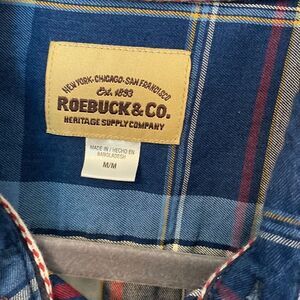 NEW YORK·CHICAGO·SAN FRANCISCO
Est. 1893
ROEBUCK & CO.
HERITAGE SUPPLY COMPANY
MADE IN / HECHO EN
BANGLADESH
M/M